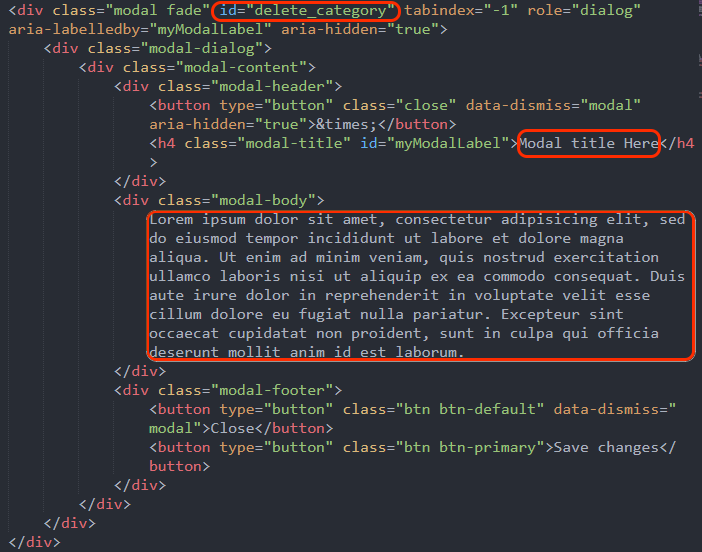 <div class="modal fade" id="delete_category" tabindex="-1" role="dialog"
aria-labelledby="myModalLabel" aria-hidden="true">
<div class="modal-dialog">
<div class="modal-content">
<div class="modal-header">
<button type="button" class="close" data-dismiss="modal"
aria-hidden="true">&times;</button>
<h4 class="modal-title" id="myModalLabel">Modal title Here</h4
>
</div>
<div class="modal-body">
Lorem ipsum dolor sit amet, consectetur adipisicing elit, sed
do eiusmod tempor incididunt ut labore et dolore magna
aliqua. Ut enim ad minim veniam, quis nostrud exercitation
ullamco laboris nisi ut aliquip ex ea commodo consequat. Duis
aute irure dolor in reprehenderit in voluptate velit esse
cillum dolore eu fugiat nulla pariatur. Excepteur sint
occaecat cupidatat non proident, sunt in culpa qui officia
deserunt mollit anim id est laborum.
</div>
<div class="modal-footer">
<button type="button" class="btn btn-default" data-dismiss="
modal">Close</button>
<button type="button" class="btn btn-primary">Save changes</
button>
</div>
</div>
</div>
</div>